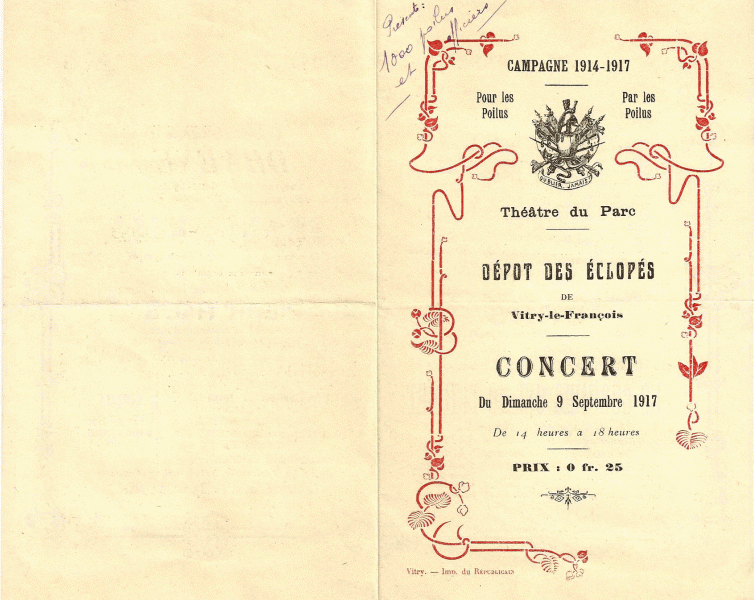 Présents:
1000 poilus
et officiers
CAMPAGNE 1914-1917
Pour les
Poilus
Par les
Poilus
OUBLIER JAMAIS
Théâtre du Parc
DÉPOT DES ÉCLOPÉS
DE
Vitry-le-François
CONCERT
Du Dimanche 9 Septembre 1917
De 14 heures a 18 heures
PRIX : 0 fr. 25
Vitry. — Imp. du RÉPUBLICAIN